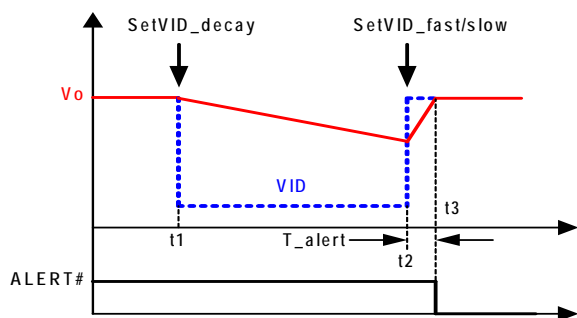 SetVID_decay
SetVID_fast/slow
Vo
VID
t3
t1
T_alert
t2
ALERT#